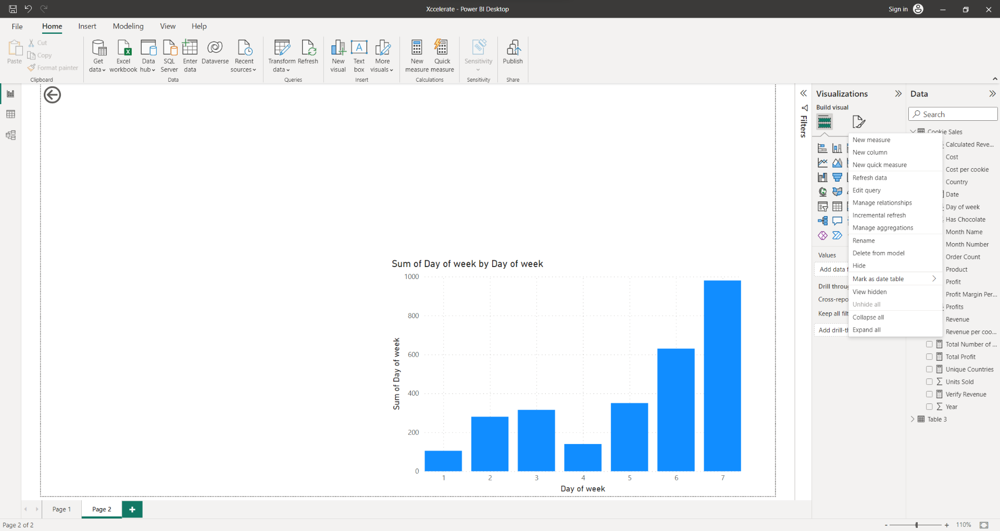 Xccelerate - Power BI Desktop
Sign in
File
Home
Insert
Modeling
View
Help
Paste
Cut
Copy
Format painter
Clipboard
Get data
Excel workbook
Data hub
SQL Server
Enter data
Dataverse
Recent sources
Data
Transform data
Refresh
Queries
New visual
Text box
More visuals
Insert
New measure
Quick measure
Calculations
Sensitivity
Sensitivity
Publish
Share
Sum of Day of week by Day of week
1000
800
600
400
200
0
Sum of Day of week
1 2 3 4 5 6 7
Day of week
Filters
Visualizations
Build visual
Values
Add data f
Drill throu
Cross-repo
Keep all filt
Add drill-th
New measure
New column
New quick measure
Refresh data
Edit query
Manage relationships
Incremental refresh
Manage aggregations
Rename
Delete from model
Hide
Mark as date table
View hidden
Unhide all
Collapse all
Expand all
Data
Search
Cookie Sales
Calculated Reve...
Cost
Cost per cookie
Country
Date
Day of week
Has Chocolate
Month Name
Month Number
Order Count
Product
Profit
Profit Margin Per...
Profits
Revenue
Revenue per coo...
Total Number of ...
Total Profit
Unique Countries
Units Sold
Verify Revenue
Year
Table 3
Page 1
Page 2
Page 2 of 2
110%